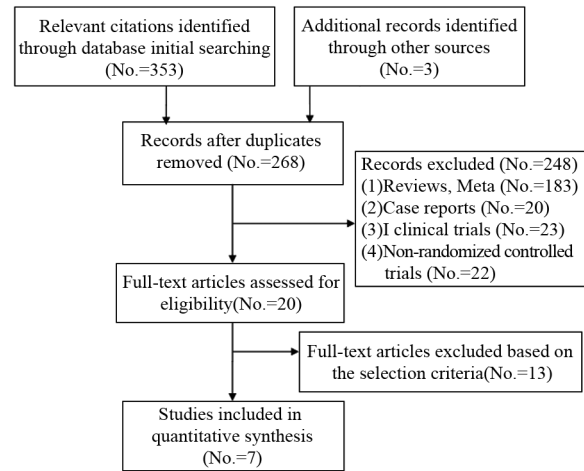 Relevant citations identified
through database initial searching
(No.=353)
Additional records identified
through other sources
(No.=3)
Records after duplicates
removed (No.=268)
Records excluded (No.=248)
(1)Reviews, Meta (No.=183)
(2)Case reports (No.=20)
(3)I clinical trials (No.=23)
(4)Non-randomized controlled
trials (No.=22)
Full-text articles assessed for
eligibility(No.=20)
Full-text articles excluded based on
the selection criteria(No.=13)
Studies included in
quantitative synthesis
(No.=7)